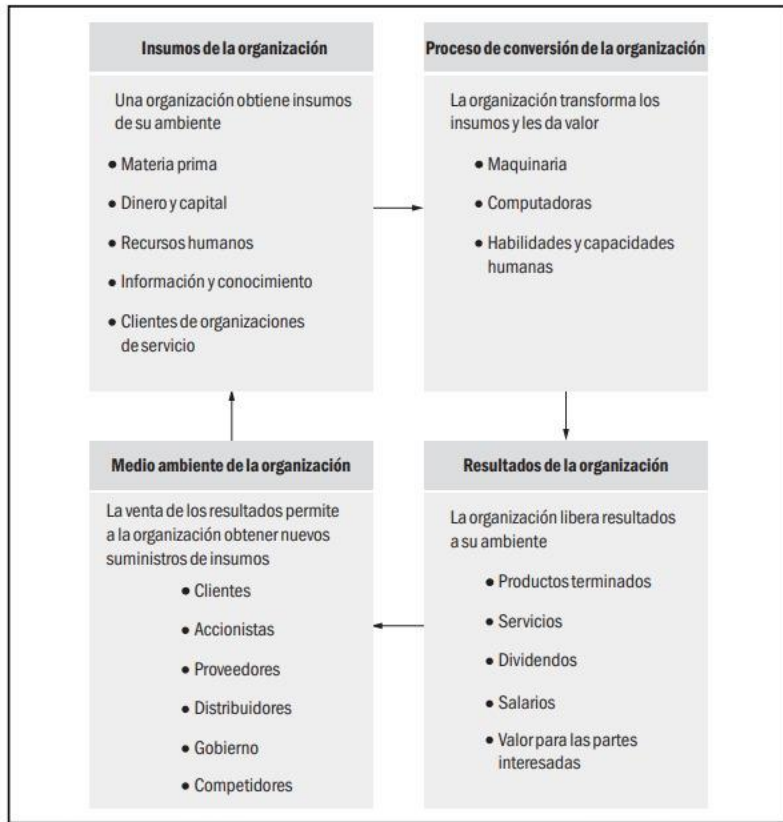 Insumos de la organización
Una organización obtiene insumos
de su ambiente
● Materia prima
● Dinero y capital
● Recursos humanos
● Información y conocimiento
● Clientes de organizaciones
de servicio
Proceso de conversión de la organización
La organización transforma los
insumos y les da valor
● Maquinaria
● Computadoras
● Habilidades y capacidades
humanas
Medio ambiente de la organización
La venta de los resultados permite
a la organización obtener nuevos
suministros de insumos
● Clientes
● Accionistas
● Proveedores
● Distribuidores
● Gobierno
● Competidores
Resultados de la organización
La organización libera resultados
a su ambiente
● Productos terminados
● Servicios
● Dividendos
● Salarios
● Valor para las partes
interesadas